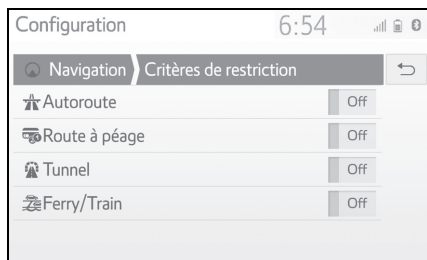 Configuration 6:54
Navigation Critères de restriction
Autoroute Off
Route à péage Off
Tunnel Off
Ferry/Train Off